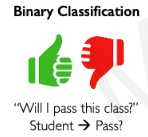 Binary Classification
“Will I pass this class?”
Student → Pass?